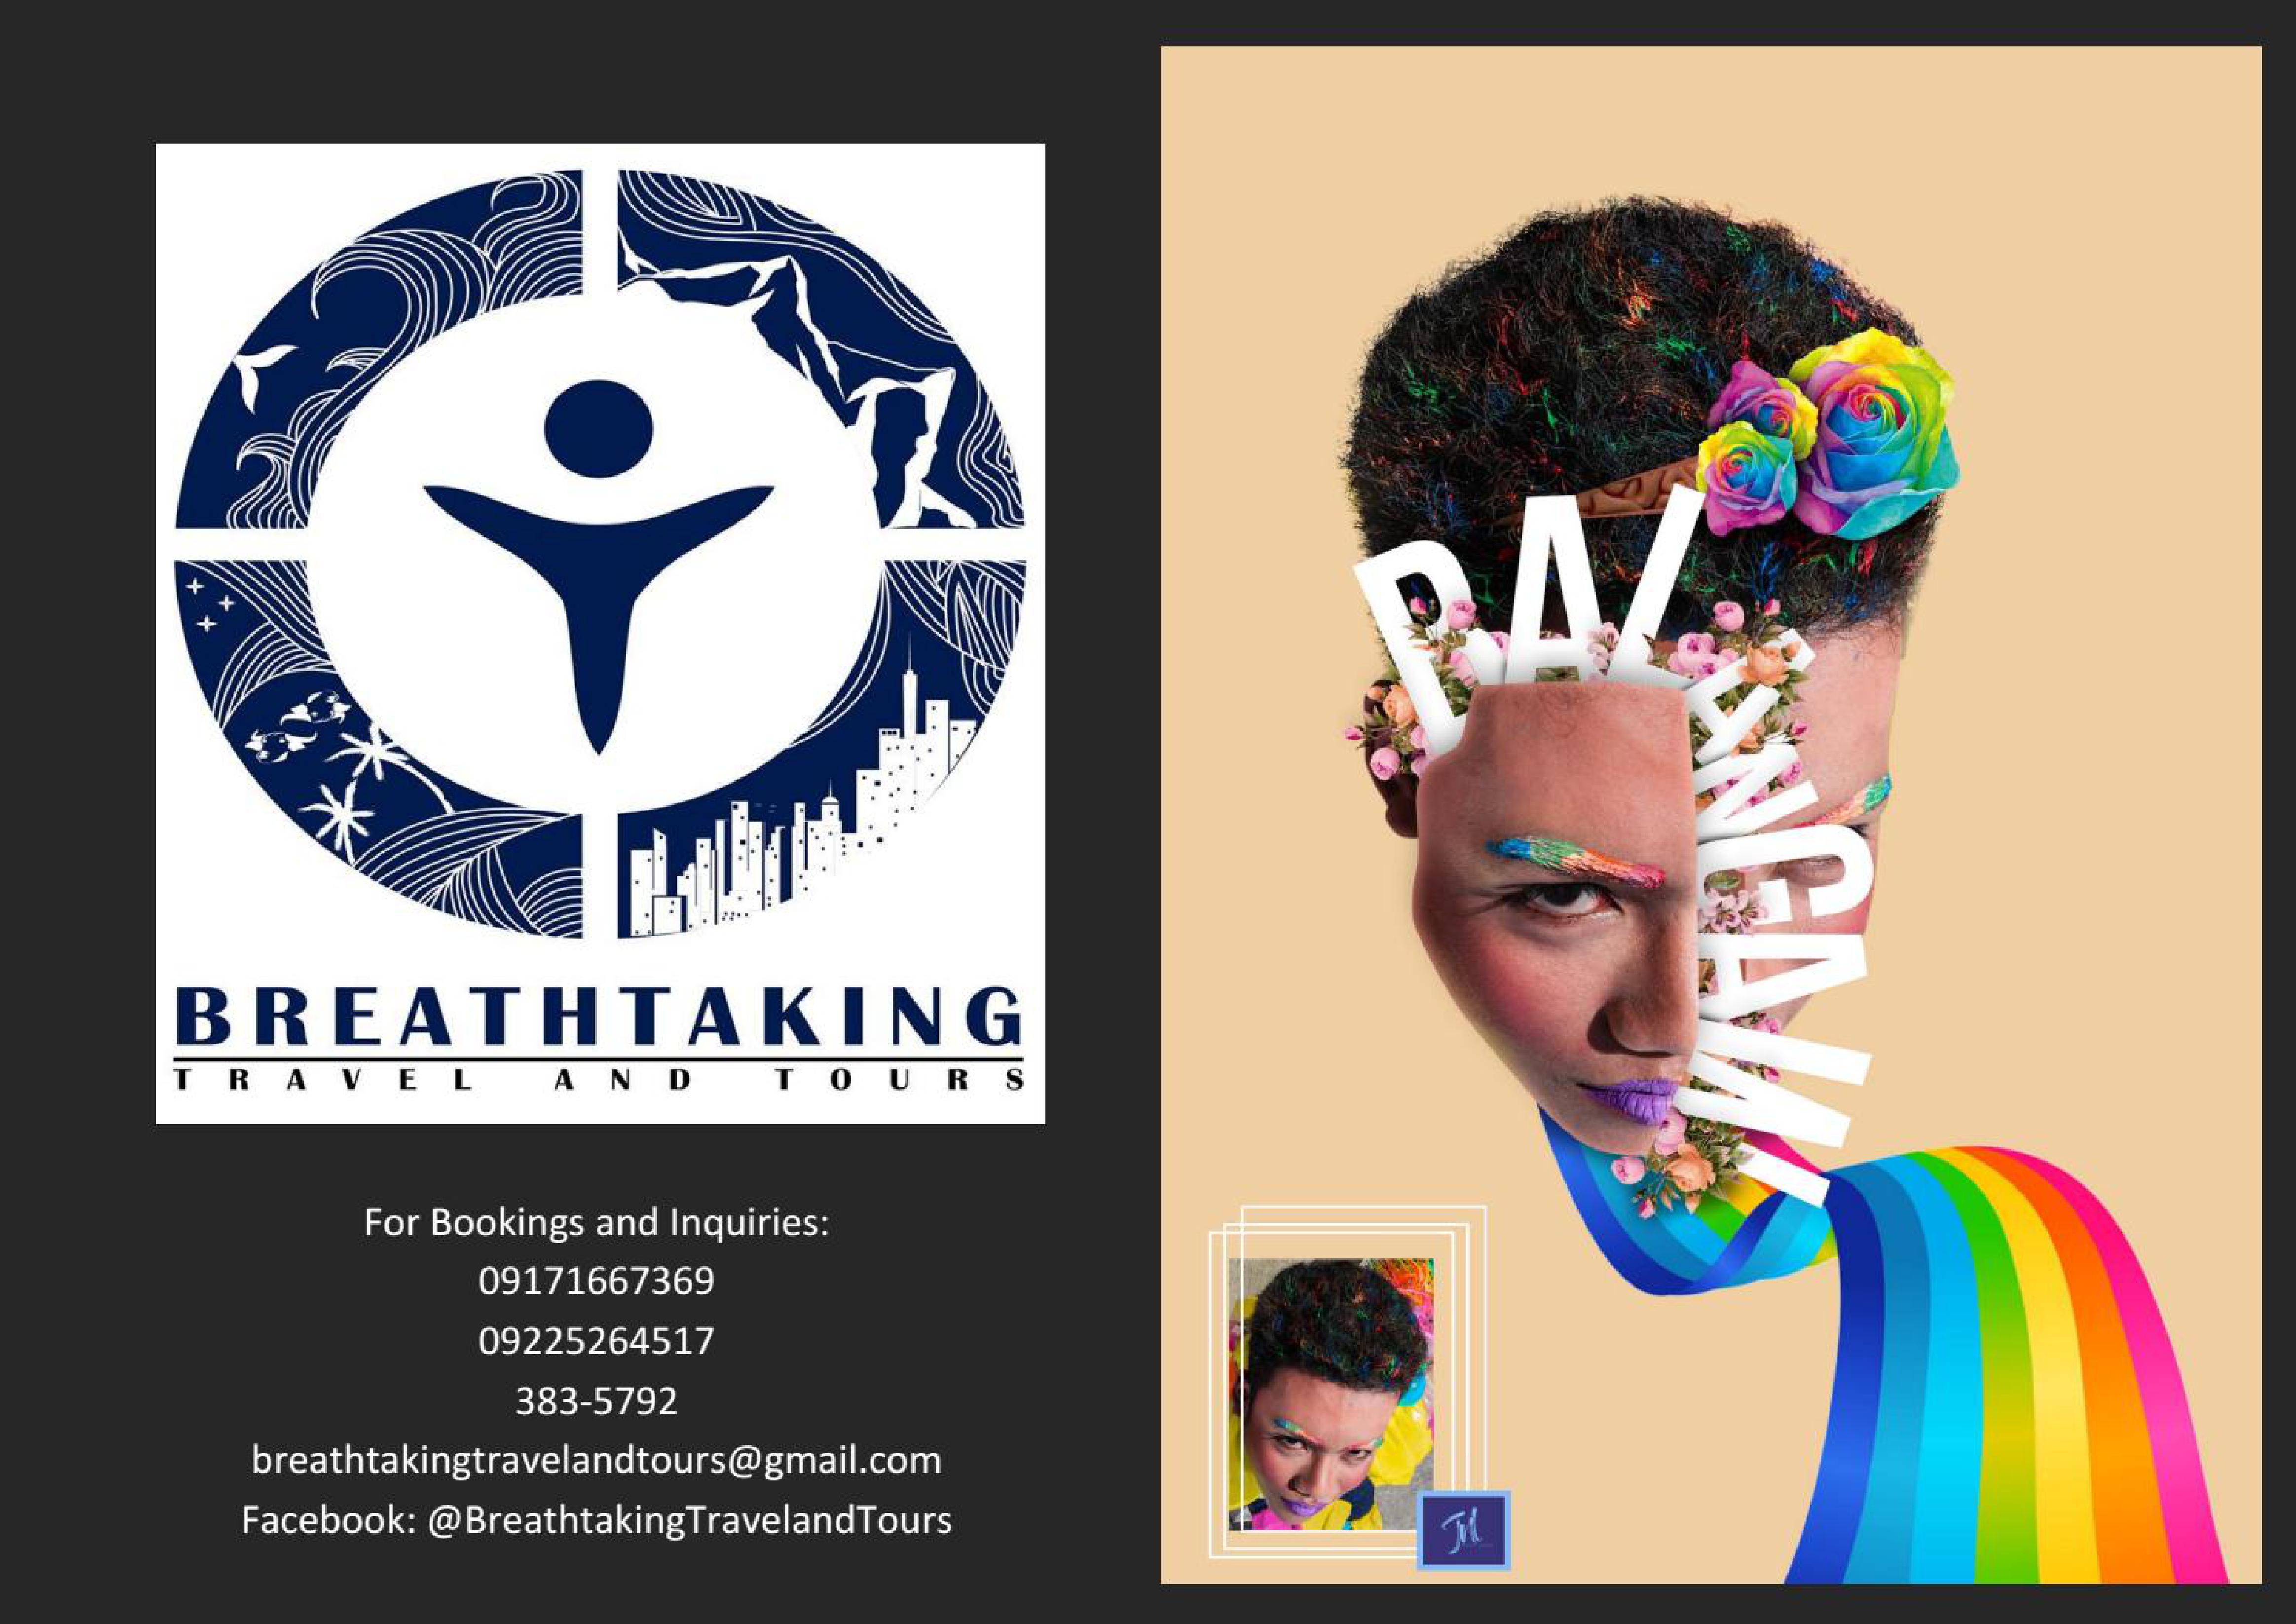 BREATHTAKING
TRAVEL AND TOURS
For Bookings and Inquiries:
09171667369
09225264517
383-5792
breathtakingtravelandtours@gmail.com
Facebook: @BreathtakingTravelandTours
BALANGAW